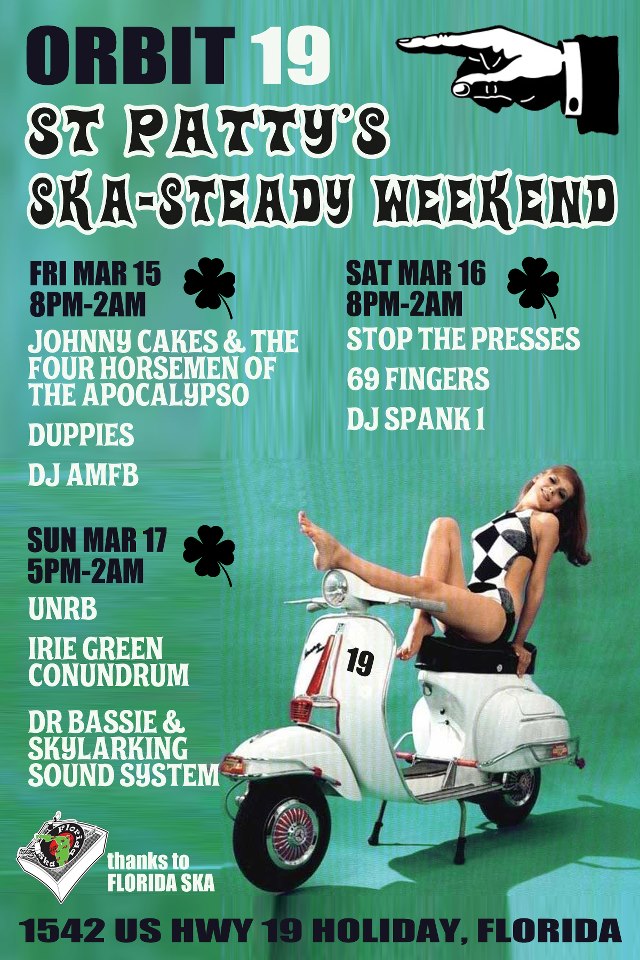 ORBIT 19
ST PATTY'S
SKA-STEADY WEEKEND
FRI MAR 15
8PM-2AM
JOHNNY CAKES & THE
FOUR HORSEMEN OF
THE APOCALYPSO
DUPPIES
DJ AMFB
SAT MAR 16
8PM-2AM
STOP THE PRESSES
69 FINGERS
DJ SPANK 1
SUN MAR 17
5PM-2AM
UNRB
IRIE GREEN
CONUNDRUM
DR BASSIE &
SKYLARKING
SOUND SYSTEM
19
Florida
Ska
thanks to
FLORIDA SKA
1542 US HWY 19 HOLIDAY, FLORIDA